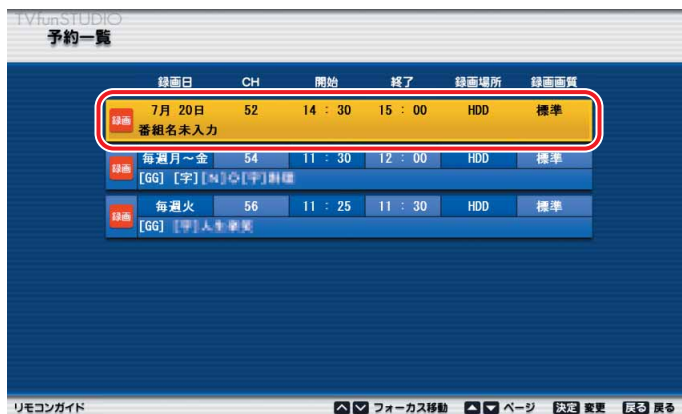 TVfunSTUDIO
予約一覧
録画日 CH 開始 終了 録画場所 録画画質
録画 7月 20日 52 14 : 30 15 : 00 HDD 標準
番組名未入力
録画 毎週月～金 54 11 : 30 12 : 00 HDD 標準
[GG] [字]
録画 毎週火 56 11 : 25 11 : 30 HDD 標準
[GG]
リモコンガイド フォーカス移動 ページ 決定 変更 戻る 戻る